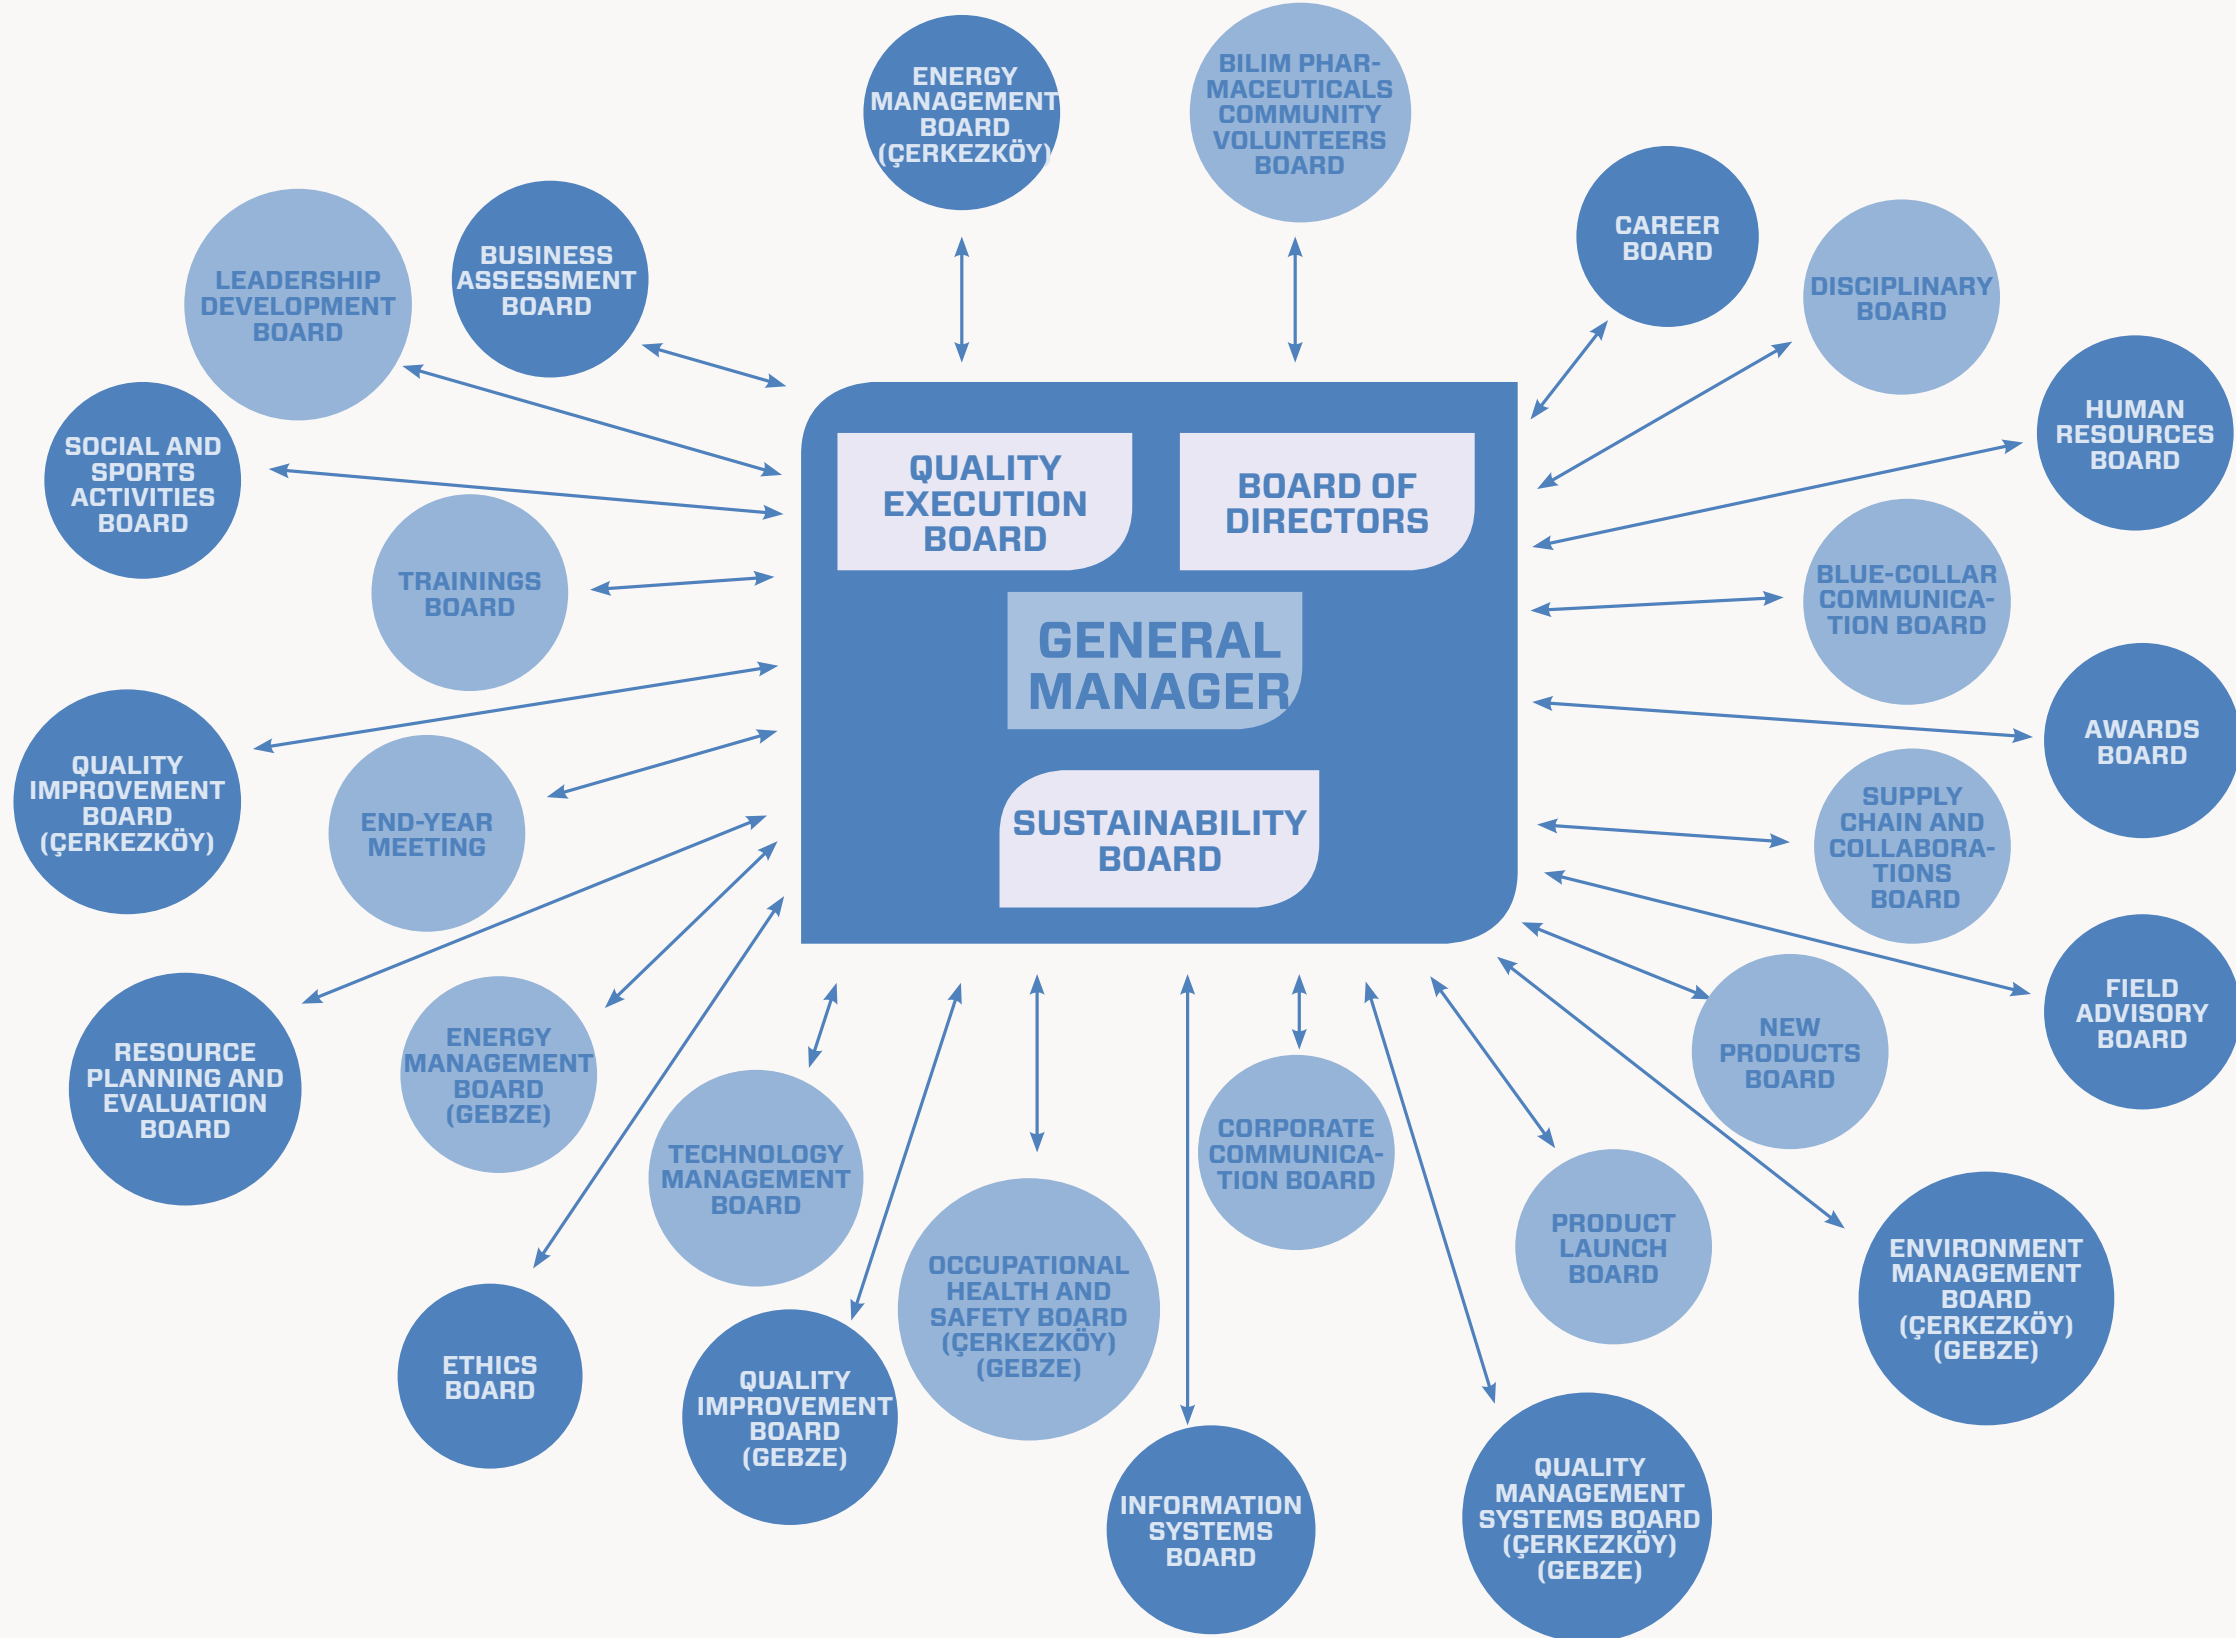 ENERGY
MANAGEMENT
BOARD
(ÇERKEZKÖY)
BILIM PHAR-
MACEUTICALS
COMMUNITY
VOLUNTEERS
BOARD
CAREER
BOARD
DISCIPLINARY
BOARD
BUSINESS
ASSESSMENT
BOARD
LEADERSHIP
DEVELOPMENT
BOARD
HUMAN
RESOURCES
BOARD
SOCIAL AND
SPORTS
ACTIVITIES
BOARD
QUALITY
EXECUTION
BOARD
BOARD OF
DIRECTORS
TRAININGS
BOARD
BLUE-COLLAR
COMMUNICA-
TION BOARD
GENERAL
MANAGER
AWARDS
BOARD
QUALITY
IMPROVEMENT
BOARD
(ÇERKEZKÖY)
END-YEAR
MEETING
SUSTAINABILITY
BOARD
SUPPLY
CHAIN AND
COLLABORA-
TIONS
BOARD
FIELD
ADVISORY
BOARD
NEW
PRODUCTS
BOARD
RESOURCE
PLANNING AND
EVALUATION
BOARD
ENERGY
MANAGEMENT
BOARD
(GEBZE)
TECHNOLOGY
MANAGEMENT
BOARD
CORPORATE
COMMUNICA-
TION BOARD
PRODUCT
LAUNCH
BOARD
OCCUPATIONAL
HEALTH AND
SAFETY BOARD
(ÇERKEZKÖY)
(GEBZE)
ENVIRONMENT
MANAGEMENT
BOARD
(ÇERKEZKÖY)
(GEBZE)
ETHICS
BOARD
QUALITY
IMPROVEMENT
BOARD
(GEBZE)
INFORMATION
SYSTEMS
BOARD
QUALITY
MANAGEMENT
SYSTEMS BOARD
(ÇERKEZKÖY)
(GEBZE)